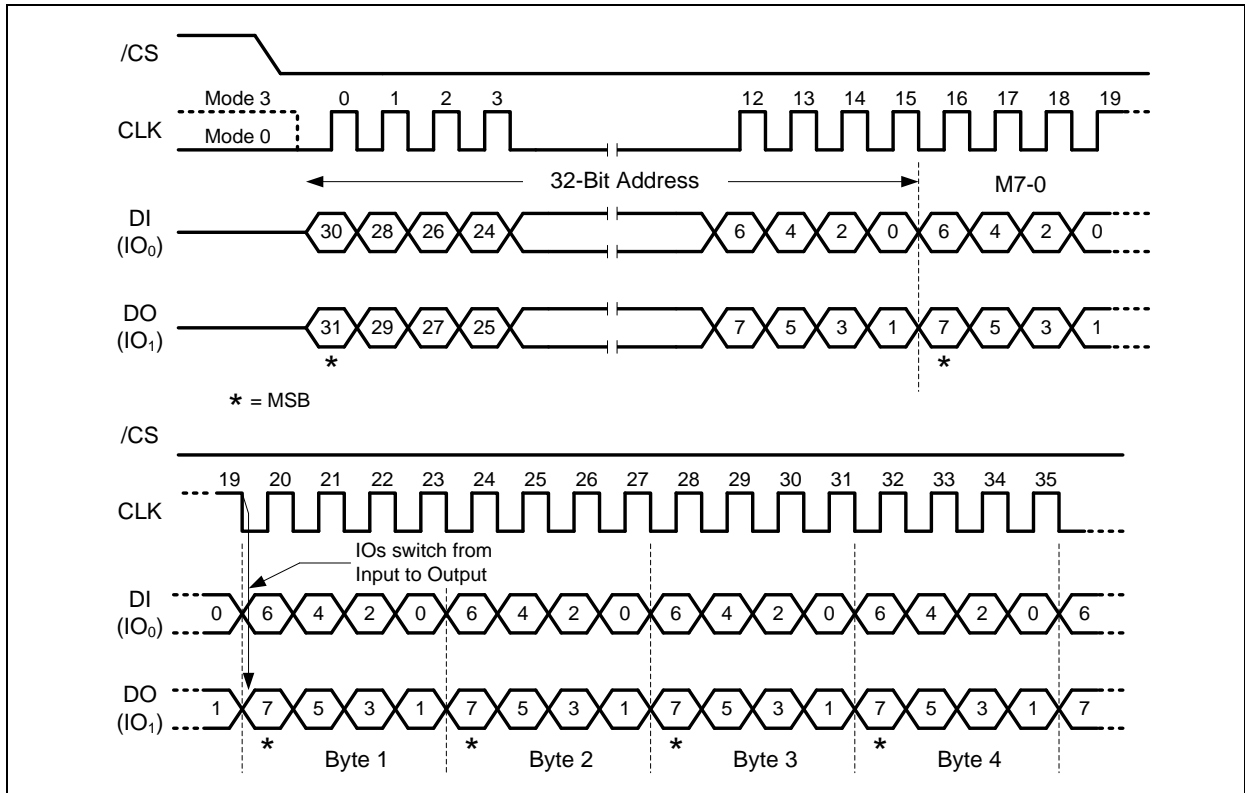 /CS
Mode 3 0 1 2 3 12 13 14 15 16 17 18 19
CLK
Mode 0
32-Bit Address M7-0
DI
(IO₀)
30 28 26 24 6 4 2 0 6 4 2 0
DO
(IO₁)
31 29 27 25 7 5 3 1 7 5 3 1
* *
* = MSB
/CS
19 20 21 22 23 24 25 26 27 28 29 30 31 32 33 34 35
CLK
IOs switch from
Input to Output
DI
(IO₀)
0 6 4 2 0 6 4 2 0 6 4 2 0 6 4 2 0 6
DO
(IO₁)
1 7 5 3 1 7 5 3 1 7 5 3 1 7 5 3 1 7
* * * *
Byte 1 Byte 2 Byte 3 Byte 4